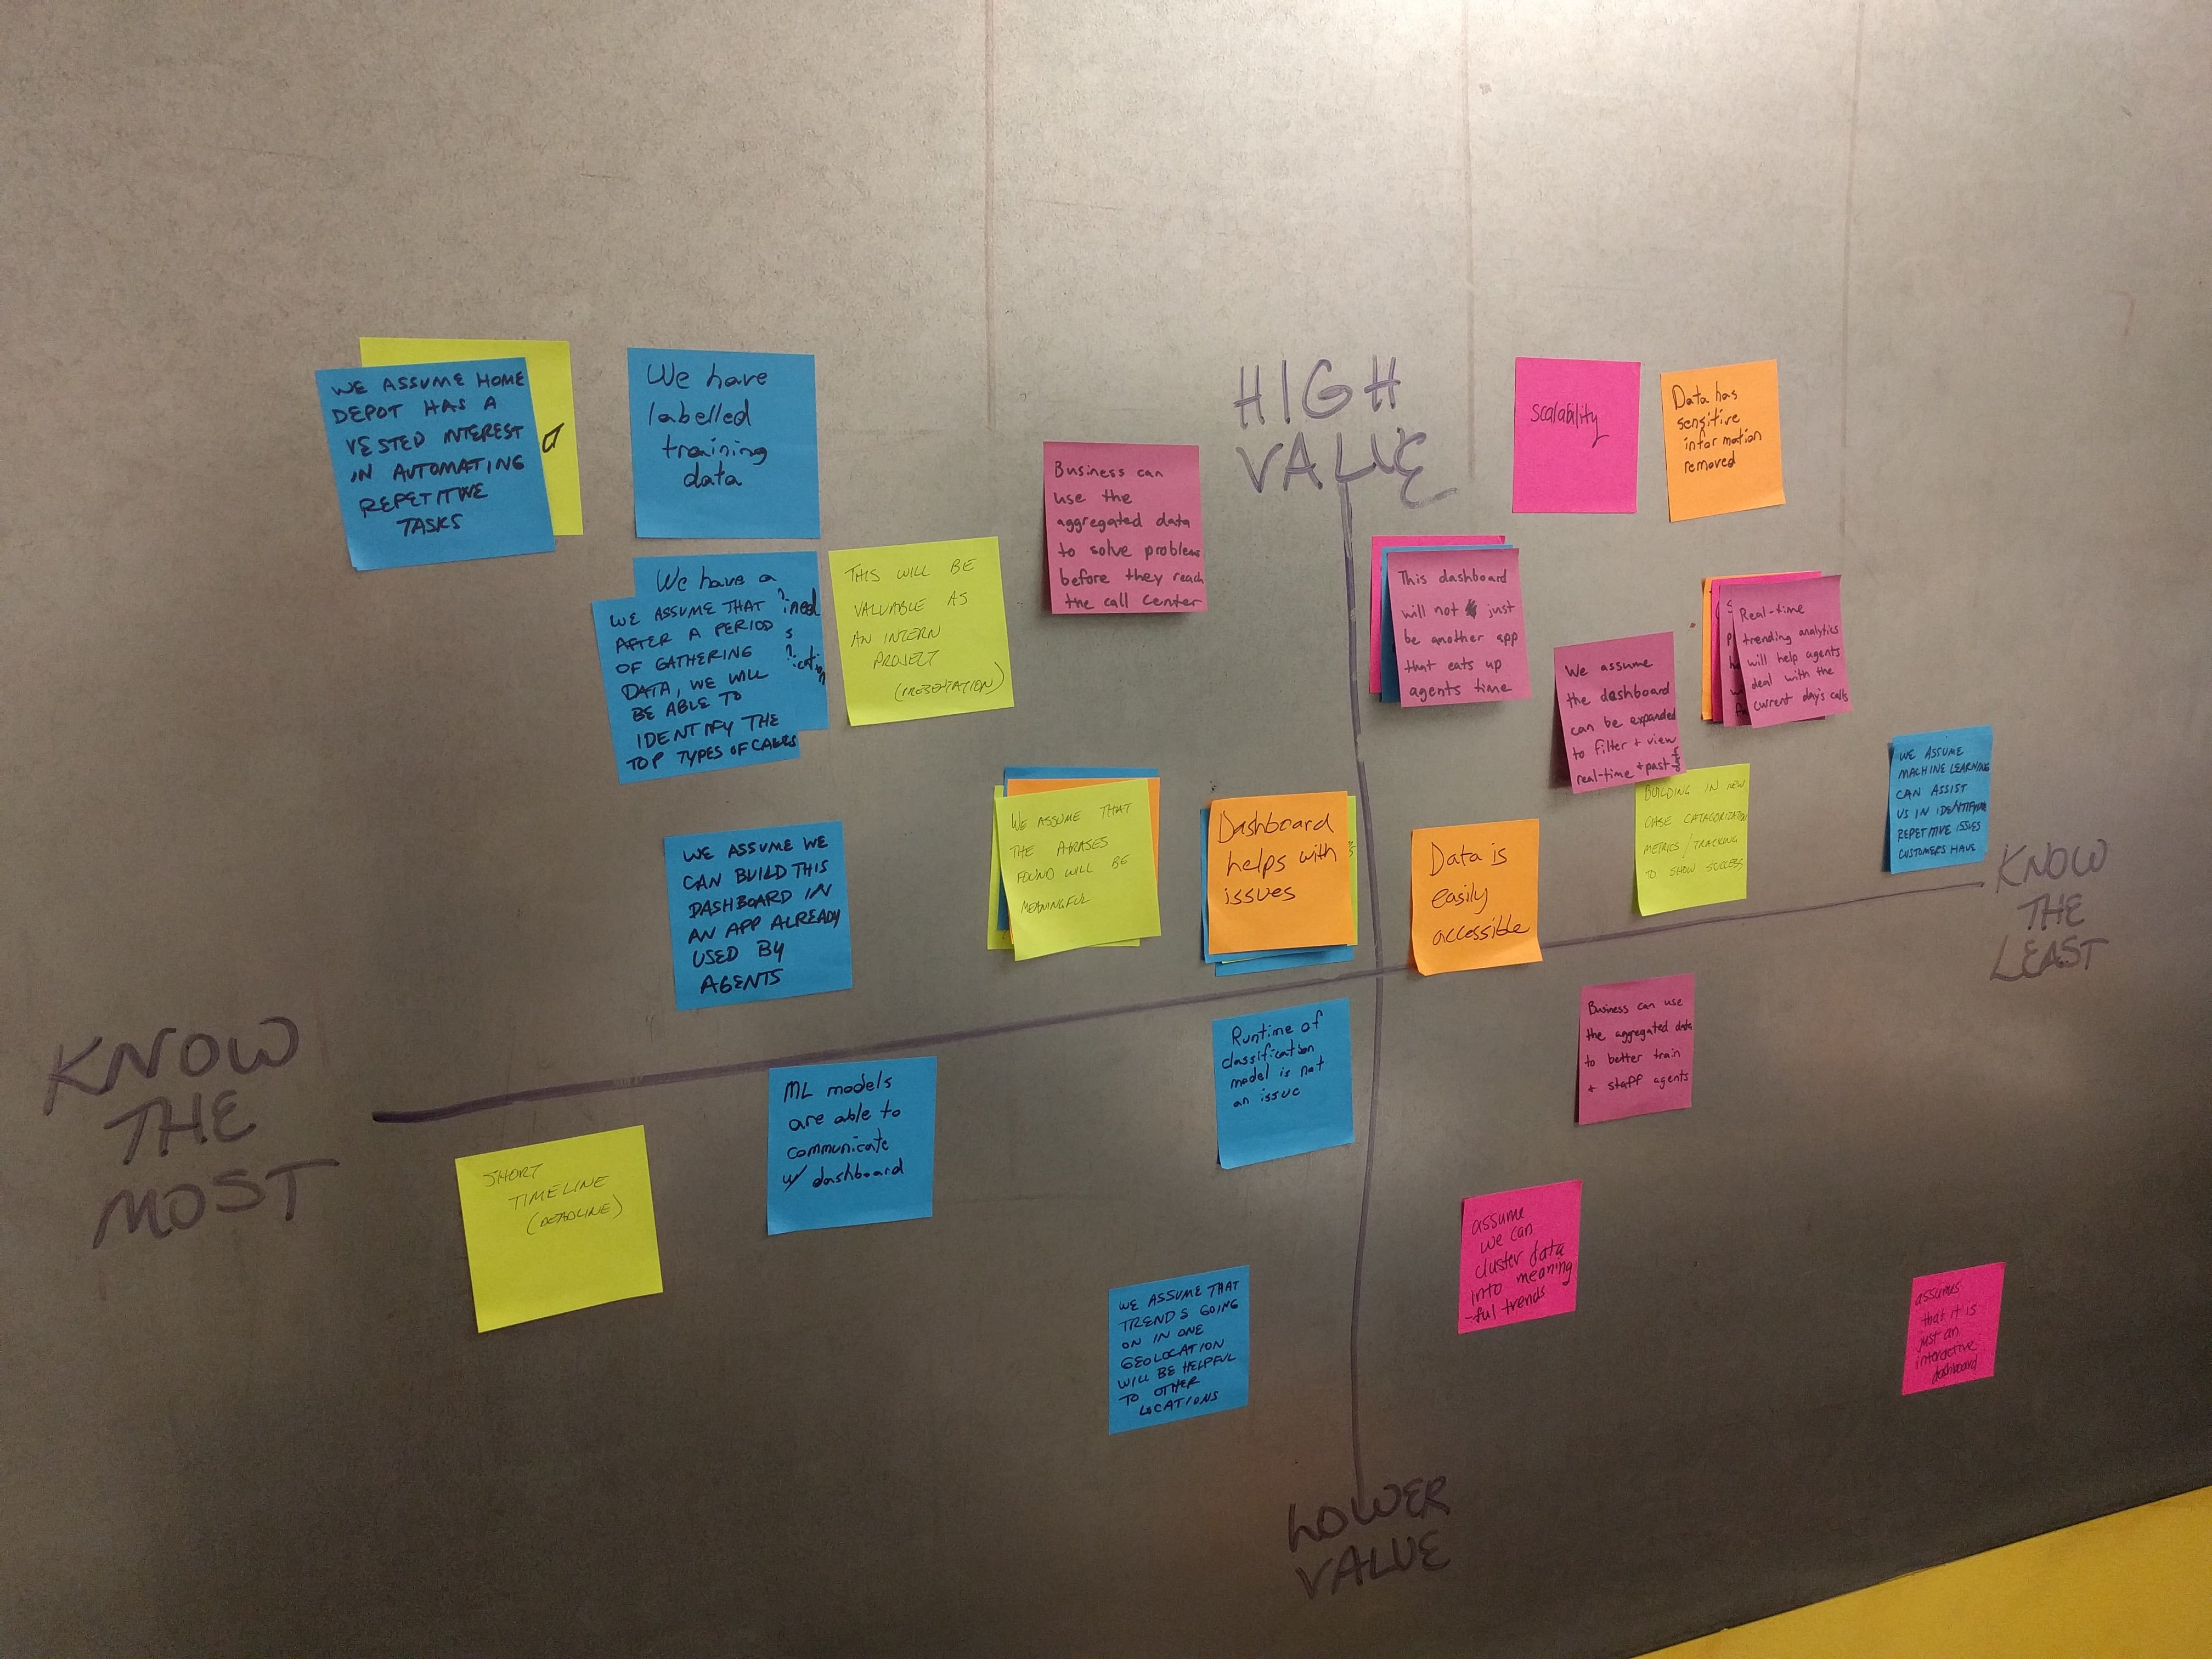 HIGH
VALUE
WE ASSUME HOME
DEPOT HAS A
VESTED INTEREST
IN AUTOMATING
REPETITIVE
TASKS
We have
labelled
training
data
scalability
Data has
sensitive
information
removed
Business can
use the
aggregated data
to solve problems
before they reach
the call center
We have a
WE ASSUME THAT
AFTER A PERIOD
OF GATHERING
DATA, WE WILL
BE ABLE TO
IDENTIFY THE
TOP TYPES OF CALLERS
THIS WILL BE
VALUABLE AS
AN INTERN
PROJECT
(PRESENTATION)
This dashboard
will not just
be another app
that eats up
agents time
We assume
the dashboard
can be expanded
to filter + view
real-time + past
data
Real-time
trending analytics
will help agents
deal with the
current day's calls
WE ASSUME
MACHINE LEARNING
CAN ASSIST
US IN IDENTIFYING
REPETITIVE ISSUES
CUSTOMERS HAVE
WE ASSUME WE
CAN BUILD THIS
DASHBOARD IN
AN APP ALREADY
USED BY
AGENTS
WE ASSUME THAT
THE PHRASES
FOUND WILL BE
MEANINGFUL
Dashboard
helps with
issues
Data is
easily
accessible
BUILDING IN NEW
CASE CATAGORIZATION
METRICS/TRACKING
TO SHOW SUCCESS
KNOW
THE
LEAST
KNOW
THE
MOST
SHORT
TIMELINE
(DEADLINE)
ML models
are able to
communicate
w/ dashboard
Runtime of
classification
model is not
an issue
Business can use
the aggregated data
to better train
+ staff agents
WE ASSUME THAT
TRENDS GOING
ON IN ONE
GEOLOCATION
WILL BE HELPFUL
TO OTHER
LOCATIONS
assume
we can
cluster data
into meaning
-ful trends
assumes
that it is
just an
interactive
dashboard
LOWER
VALUE